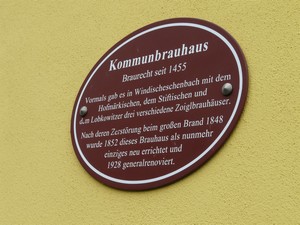 Kommunbrauhaus
Braurecht seit 1455
Vormals gab es in Windischeschenbach mit dem
Hofmärkischen, dem Stiftischen und
dem Lobkowitzer drei verschiedene Zoiglbrauhäuser.
Nach deren Zerstörung beim großen Brand 1848
wurde 1852 dieses Brauhaus als nunmehr
einziges neu errichtet und
1928 generalrenoviert.